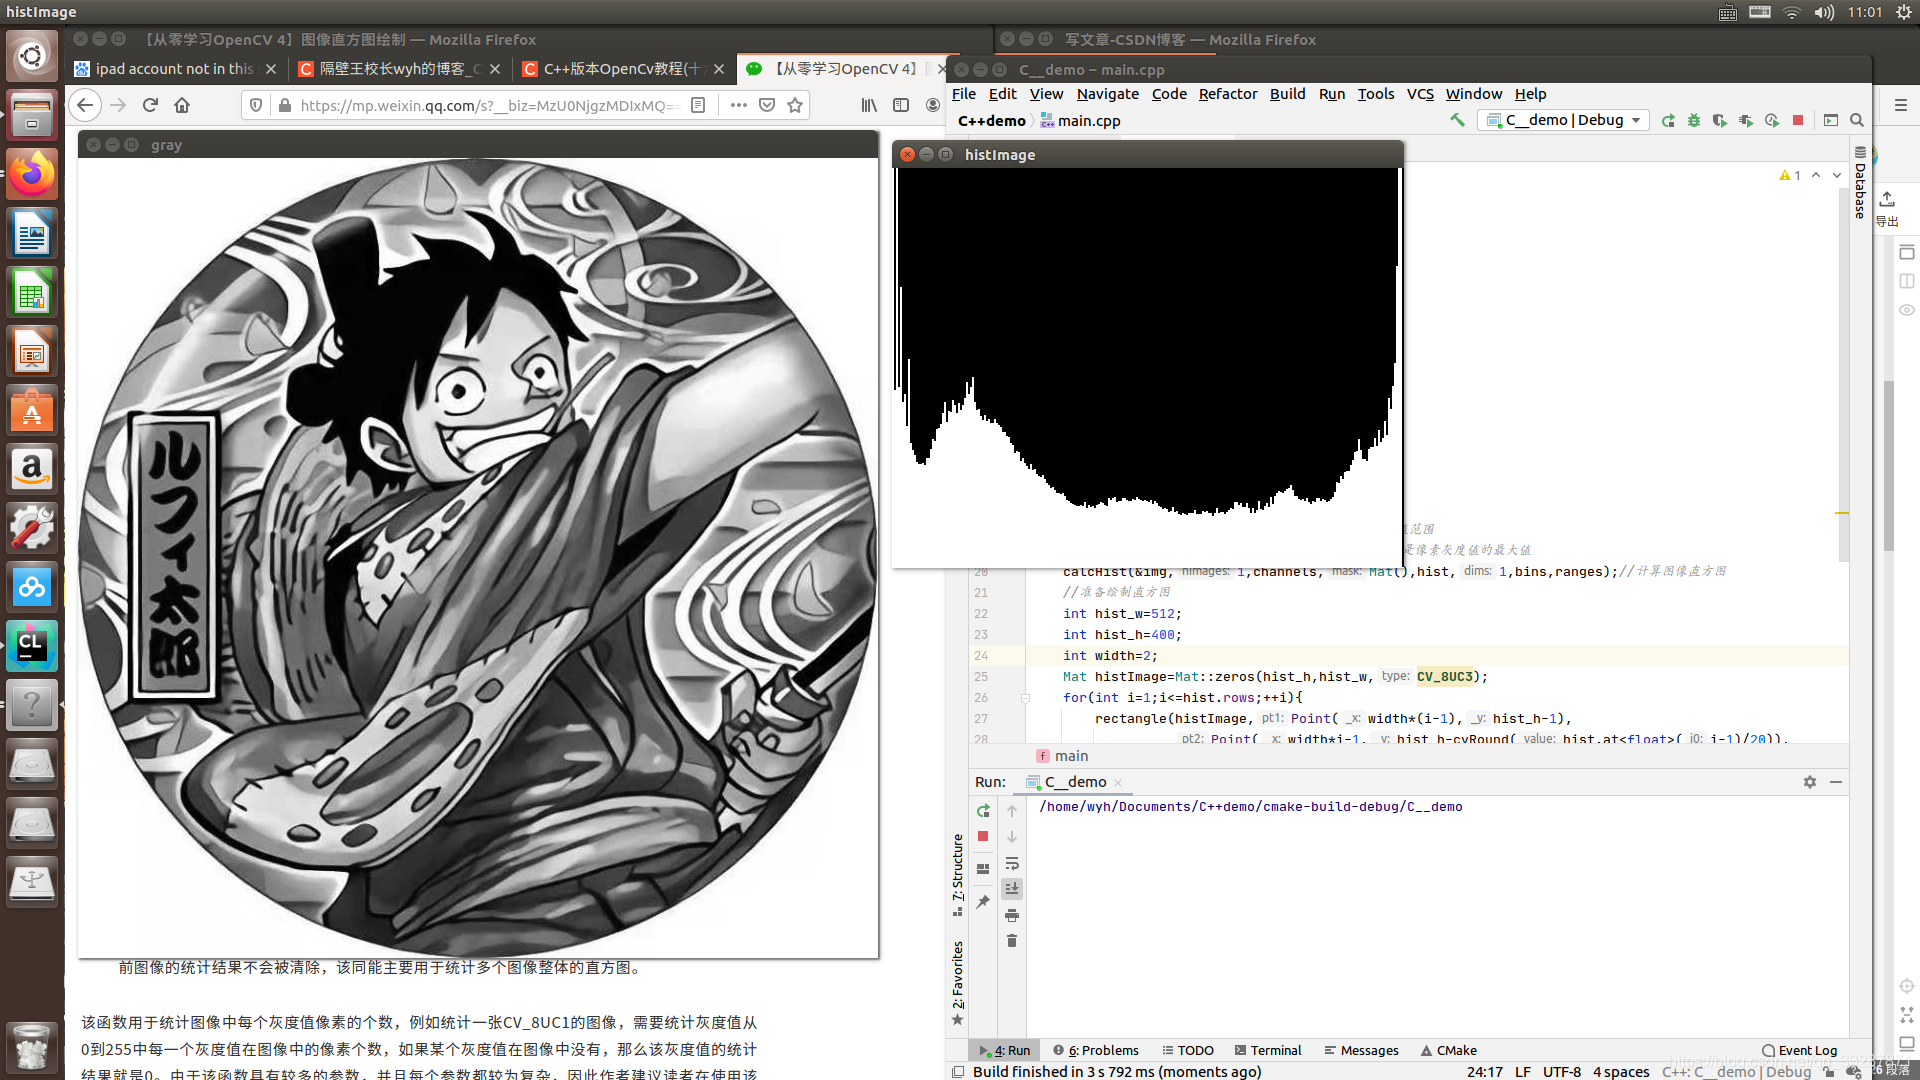 histImage
11:01
【从零学习OpenCV 4】图像直方图绘制 — Mozilla Firefox
写文章-CSDN博客 — Mozilla Firefox
ipad account not in this
隔壁王校长wyh的博客_C
C++版本OpenCv教程(十
【从零学习OpenCV 4】
https://mp.weixin.qq.com/s?__biz=MzU0NjgzMDIxMQ==
C__demo – main.cpp
File Edit View Navigate Code Refactor Build Run Tools VCS Window Help
C++demo main.cpp
C__demo | Debug
gray
histImage
1
Database
导出
ルフィ太郎
范围
是像素灰度值的最大值
20 calcHist(&img, nimages: 1,channels, mask: Mat(),hist, dims: 1,bins,ranges);//计算图像直方图
21 //准备绘制直方图
22 int hist_w=512;
23 int hist_h=400;
24 int width=2;
25 Mat histImage=Mat::zeros(hist_h,hist_w, type: CV_8UC3);
26 for(int i=1;i<=hist.rows;++i){
27 rectangle(histImage, pt1: Point( _x: width*(i-1), _y: hist_h-1),
28 pt2: Point( _x: width*i-1, _y: hist_h-cvRound( value: hist.at<float>( i0: i-1)/20)),
main
Run: C__demo
/home/wyh/Documents/C++demo/cmake-build-debug/C__demo
7: Structure
2: Favorites
前图像的统计结果不会被清除，该同能主要用于统计多个图像整体的直方图。
该函数用于统计图像中每个灰度值像素的个数，例如统计一张CV_8UC1的图像，需要统计灰度值从
0到255中每一个灰度值在图像中的像素个数，如果某个灰度值在图像中没有，那么该灰度值的统计
结果就是0。由于该函数具有较多的参数，并且每个参数都较为复杂，因此作者建议读者在使用该
4: Run 6: Problems TODO Terminal Messages CMake Event Log
Build finished in 3 s 792 ms (moments ago)
24:17 LF UTF-8 4 spaces C++: C__demo | Debug
26 段落